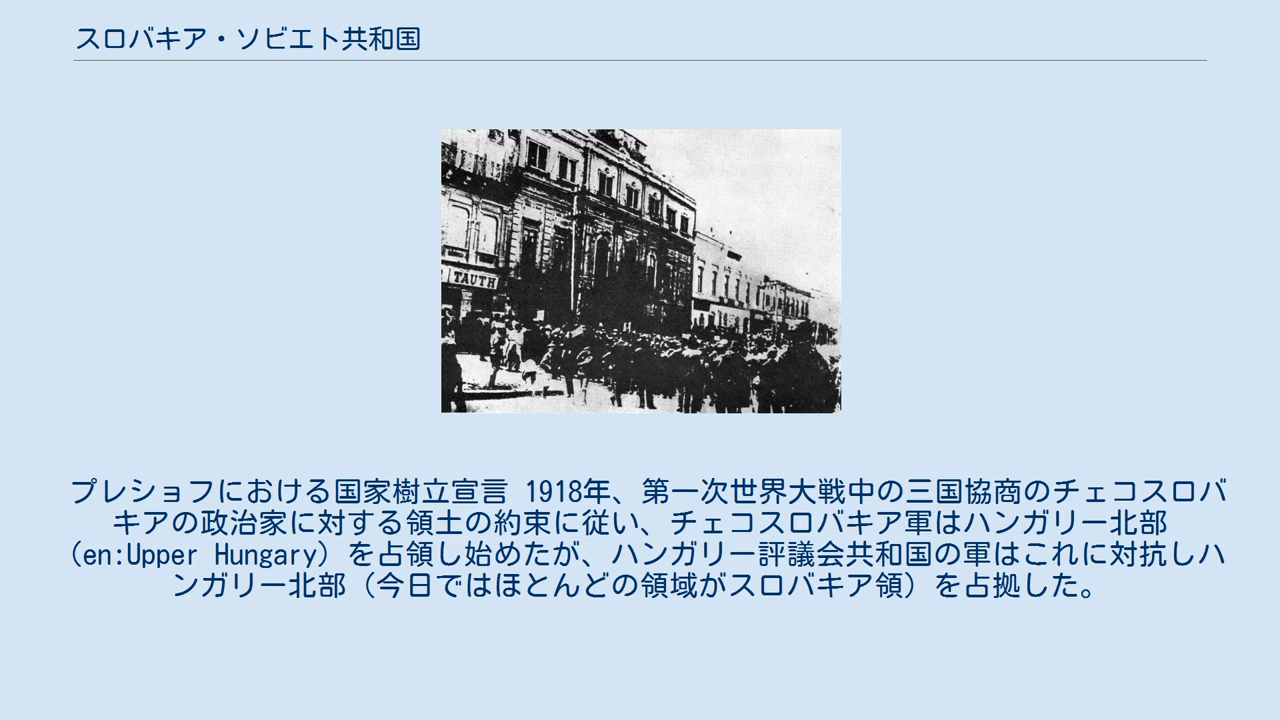 スロバキア・ソビエト共和国
TAUTH
プレショフにおける国家樹立宣言 1918年、第一次世界大戦中の三国協商のチェコスロバ
キアの政治家に対する領土の約束に従い、チェコスロバキア軍はハンガリー北部
（en:Upper Hungary）を占領し始めたが、ハンガリー評議会共和国の軍はこれに対抗しハ
ンガリー北部（今日ではほとんどの領域がスロバキア領）を占拠した。